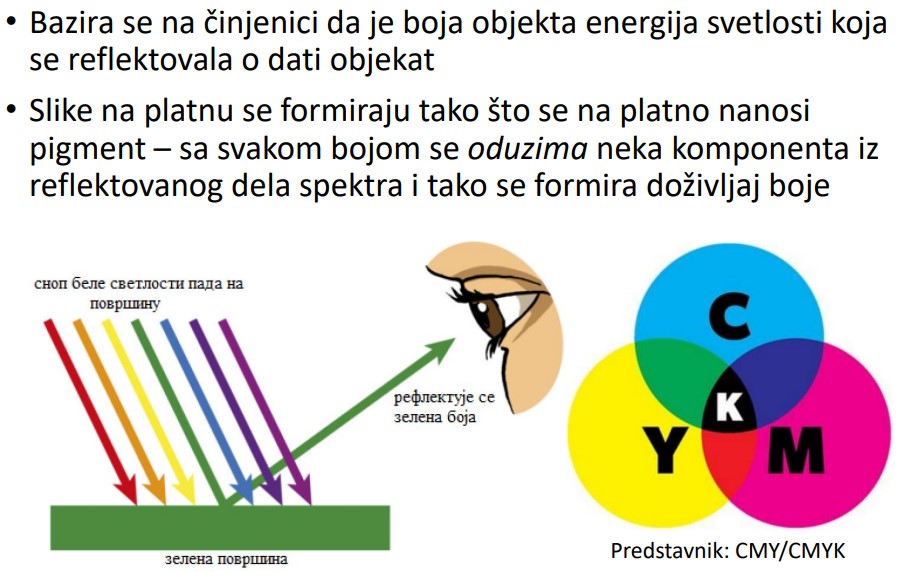 • Bazira se na činjenici da je boja objekta energija svetlosti koja
se reflektovala o dati objekat
• Slike na platnu se formiraju tako što se na platno nanosi
pigment – sa svakom bojom se oduzima neka komponenta iz
reflektovanog dela spektra i tako se formira doživljaj boje
сноп беле светлости пада на
површину
рефлектује се
зелена боја
зелена површина
C
K
Y M
Predstavnik: CMY/CMYK